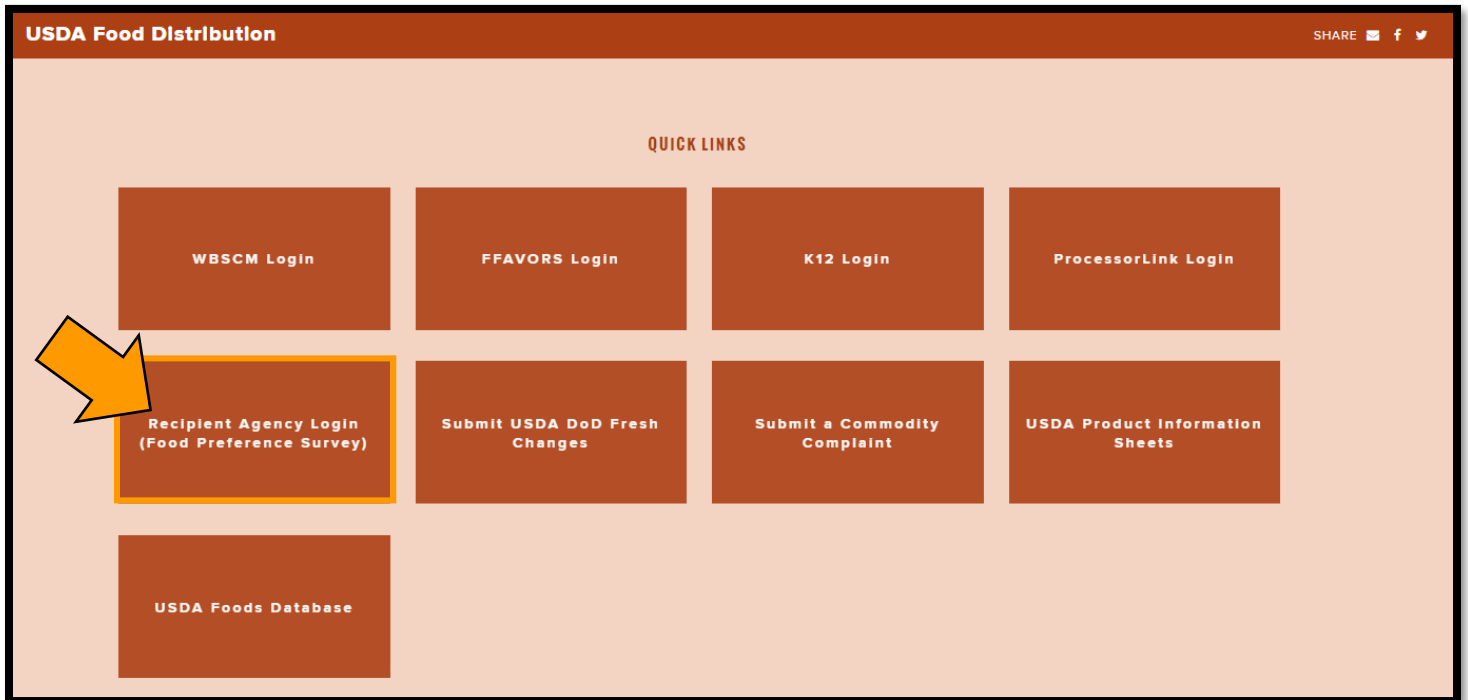 USDA Food Distribution
SHARE
QUICK LINKS
WBSCM Login
FFAVORS Login
K12 Login
ProcessorLink Login
Recipient Agency Login
(Food Preference Survey)
Submit USDA DoD Fresh
Changes
Submit a Commodity
Complaint
USDA Product Information
Sheets
USDA Foods Database